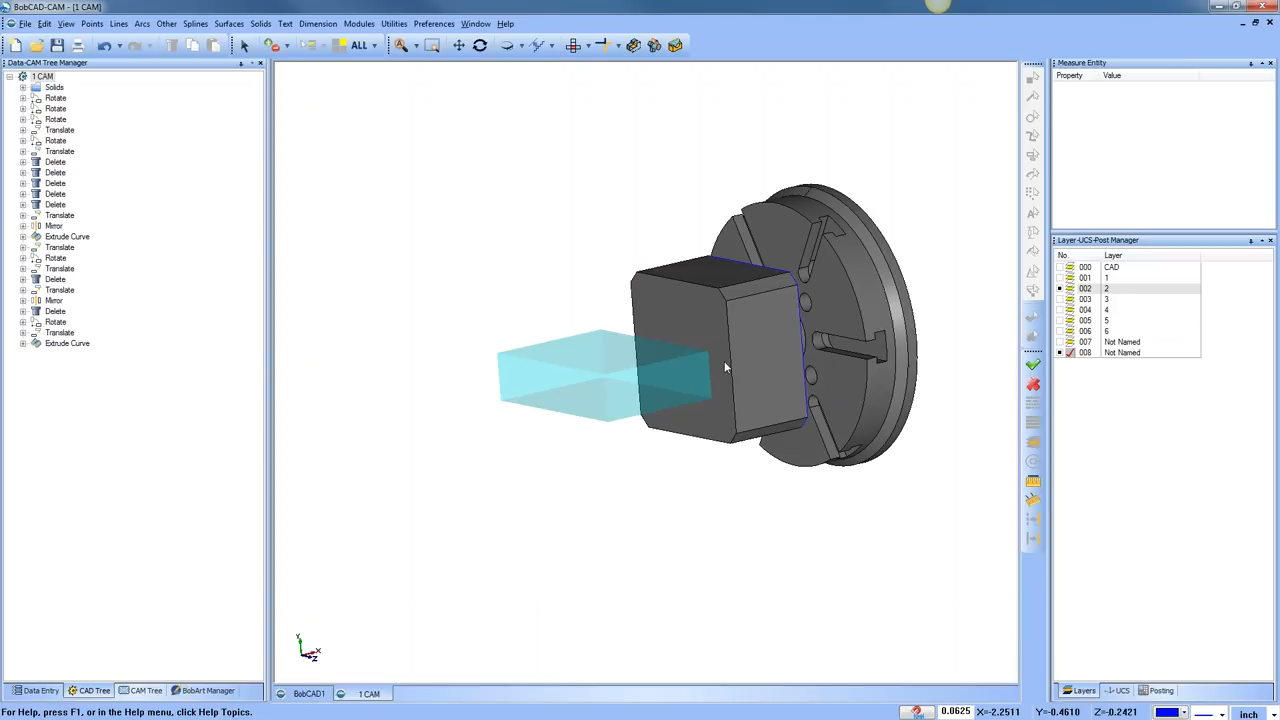 BobCAD-CAM - [1 CAM]
File Edit View Points Lines Arcs Other Splines Surfaces Solids Text Dimension Modules Utilities Preferences Window Help
ALL
Data-CAM Tree Manager
1 CAM
Solids
Rotate
Rotate
Rotate
Translate
Rotate
Translate
Delete
Delete
Delete
Delete
Delete
Translate
Mirror
Extrude Curve
Translate
Rotate
Translate
Delete
Translate
Mirror
Delete
Rotate
Translate
Extrude Curve
Data Entry CAD Tree CAM Tree BobArt Manager
Y
X
Z
BobCAD1 1 CAM
Measure Entity
Property Value
Layer-UCS-Post Manager
No. Layer
000 CAD
001 1
002 2
003 3
004 4
005 5
006 6
007 Not Named
008 Not Named
Layers UCS Posting
For Help, press F1, or in the Help menu, click Help Topics.
0.0625 X=-2.2511 Y=-0.4610 Z=-0.2421 inch